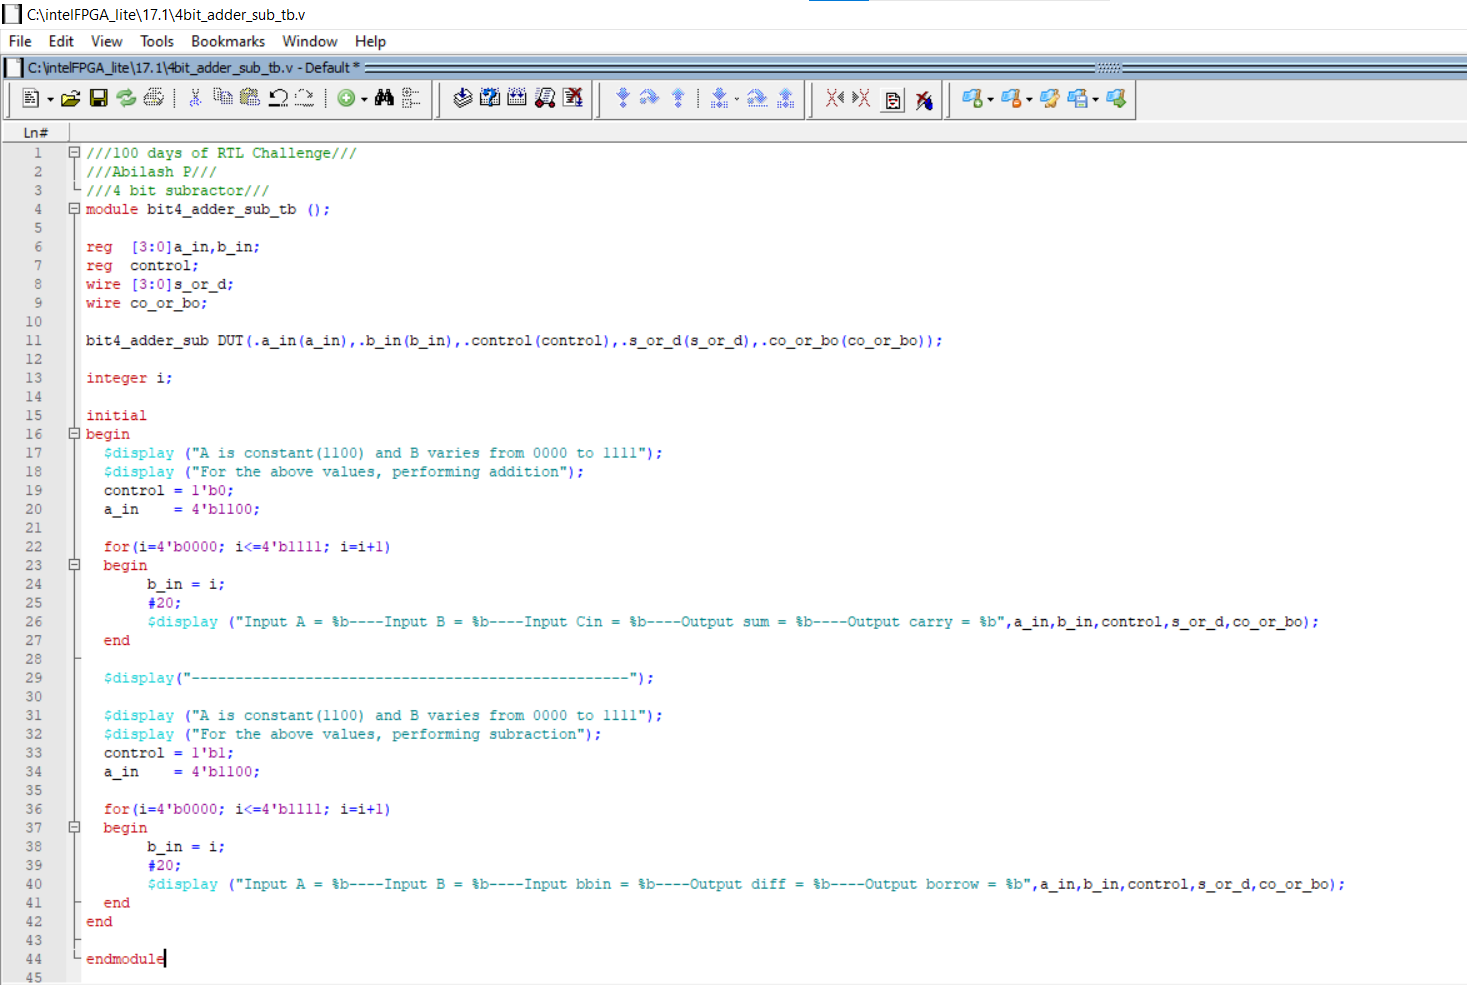 C:\intelFPGA_lite\17.1\4bit_adder_sub_tb.v
File Edit View Tools Bookmarks Window Help
C:\intelFPGA_lite\17.1\4bit_adder_sub_tb.v - Default *
Ln#
1 ///100 days of RTL Challenge///
2 ///Abilash P///
3 ///4 bit subractor///
4 module bit4_adder_sub_tb ();
5
6 reg  [3:0]a_in,b_in;
7 reg  control;
8 wire [3:0]s_or_d;
9 wire co_or_bo;
10
11 bit4_adder_sub DUT(.a_in(a_in),.b_in(b_in),.control(control),.s_or_d(s_or_d),.co_or_bo(co_or_bo));
12
13 integer i;
14
15 initial
16 begin
17   $display ("A is constant(1100) and B varies from 0000 to 1111");
18   $display ("For the above values, performing addition");
19   control = 1'b0;
20   a_in    = 4'b1100;
21
22   for(i=4'b0000; i<=4'b1111; i=i+1)
23   begin
24        b_in = i;
25        #20;
26        $display ("Input A = %b----Input B = %b----Input Cin = %b----Output sum = %b----Output carry = %b",a_in,b_in,control,s_or_d,co_or_bo);
27   end
28
29   $display("--------------------------------------------------");
30
31   $display ("A is constant(1100) and B varies from 0000 to 1111");
32   $display ("For the above values, performing subraction");
33   control = 1'b1;
34   a_in    = 4'b1100;
35
36   for(i=4'b0000; i<=4'b1111; i=i+1)
37   begin
38        b_in = i;
39        #20;
40        $display ("Input A = %b----Input B = %b----Input bbin = %b----Output diff = %b----Output borrow = %b",a_in,b_in,control,s_or_d,co_or_bo);
41   end
42 end
43
44 endmodule
45